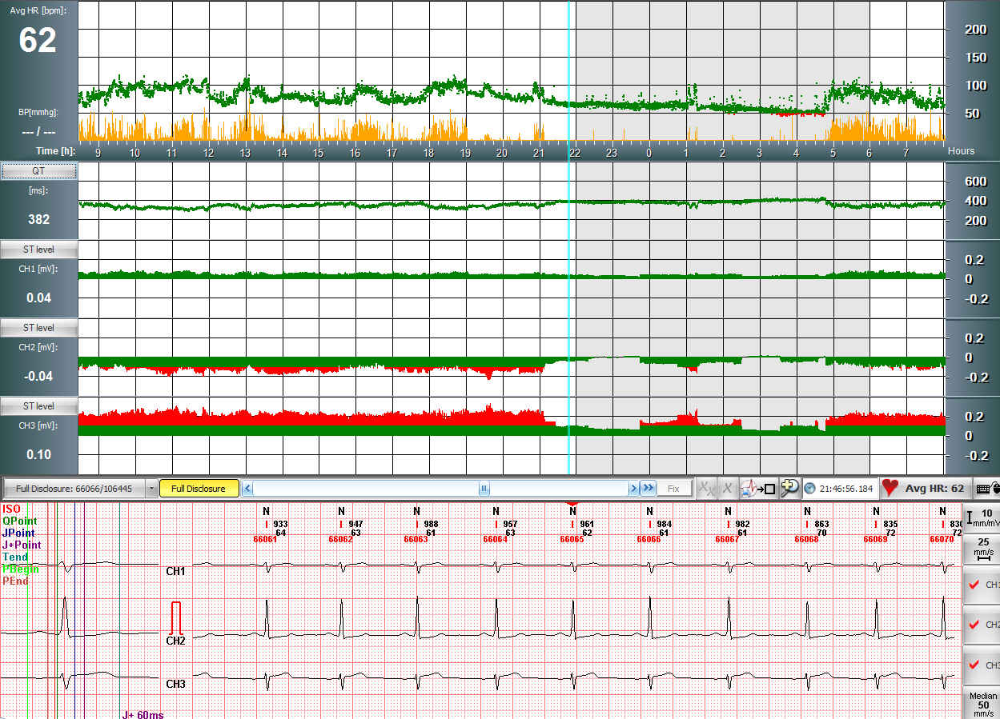 Avg HR [bpm]:
62
BP[mmhg]:
--- / ---
200
150
100
50
Time [h]: 9 10 11 12 13 14 15 16 17 18 19 20 21 22 23 0 1 2 3 4 5 6 7 Hours
QT
[ms]:
382
600
400
200
ST level
CH1 [mV]:
0.04
0.2
0
-0.2
ST level
CH2 [mV]:
-0.04
0.2
0
-0.2
ST level
CH3 [mV]:
0.10
0.2
0
-0.2
Full Disclosure: 66066/106445 Full Disclosure Fix 21:46:56.184 Avg HR: 62
ISO
QPoint
JPoint
J+Point
Tend
PBegin
PEnd
N N N N N N N N N N
933 947 988 957 961 984 982 863 835 830
64 63 61 63 62 61 61 70 72 72
66061 66062 66063 66064 66065 66066 66067 66068 66069 66070
CH1
CH2
CH3
J+ 60ms
10
mm/mV
25
mm/s
CH1
CH2
CH3
Median
50
mm/s